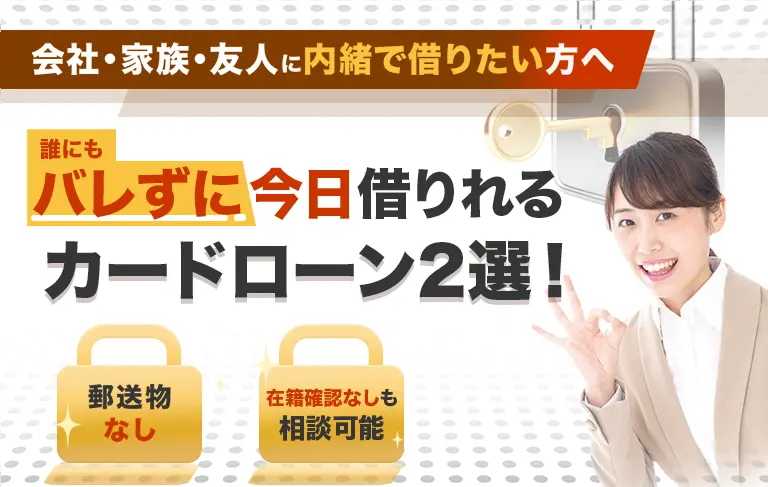 会社・家族・友人に内緒で借りたい方へ
誰にも
バレずに今日借りれる
カードローン2選!
郵送物
なし
在籍確認なしも
相談可能